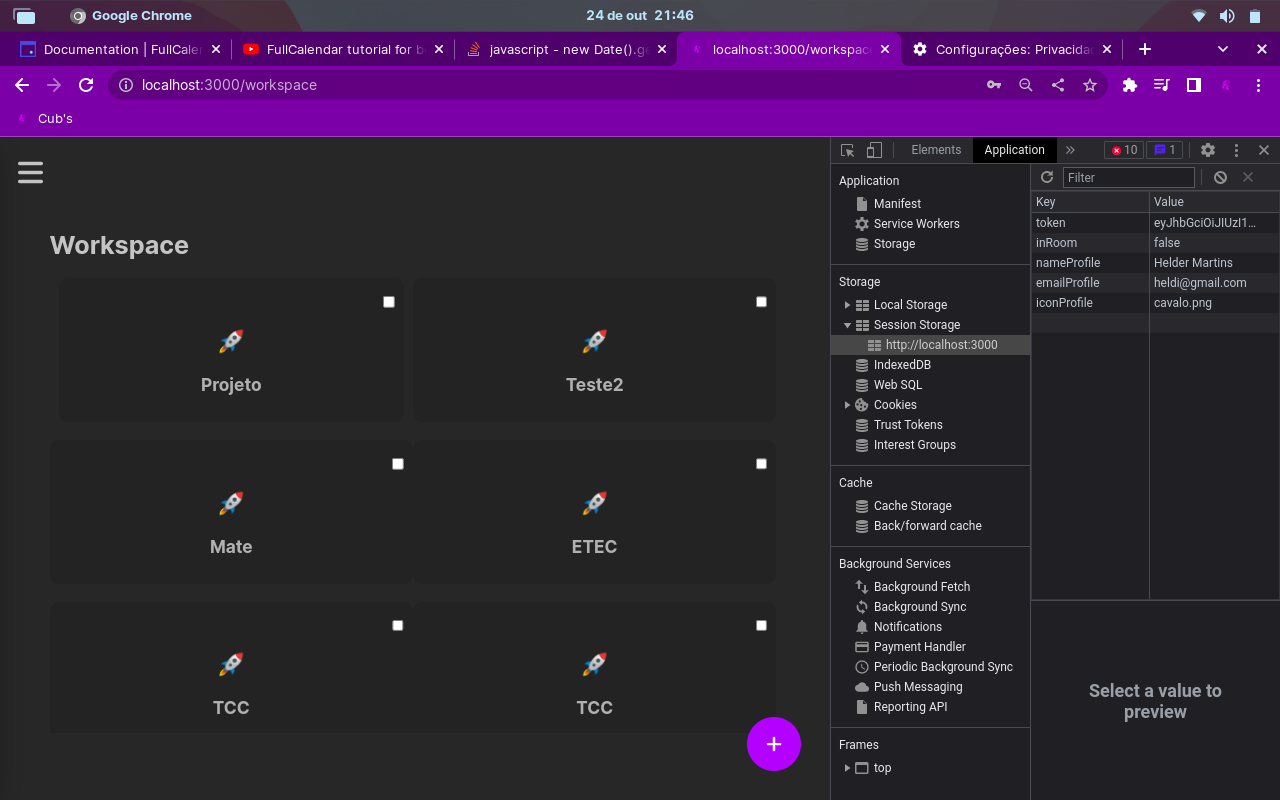 Google Chrome
24 de out 21:46
Documentation | FullCale
FullCalendar tutorial for b
javascript - new Date().ge
localhost:3000/workspac
Configurações: Privacida
localhost:3000/workspace
Cub's
Elements
Application
10
1
Workspace
Projeto
Teste2
Mate
ETEC
TCC
TCC
+
Application
Manifest
Service Workers
Storage
Storage
Local Storage
Session Storage
http://localhost:3000
IndexedDB
Web SQL
Cookies
Trust Tokens
Interest Groups
Cache
Cache Storage
Back/forward cache
Background Services
Background Fetch
Background Sync
Notifications
Payment Handler
Periodic Background Sync
Push Messaging
Reporting API
Frames
top
Filter
Key Value
token eyJhbGciOiJIUzI1...
inRoom false
nameProfile Helder Martins
emailProfile heldi@gmail.com
iconProfile cavalo.png
Select a value to
preview